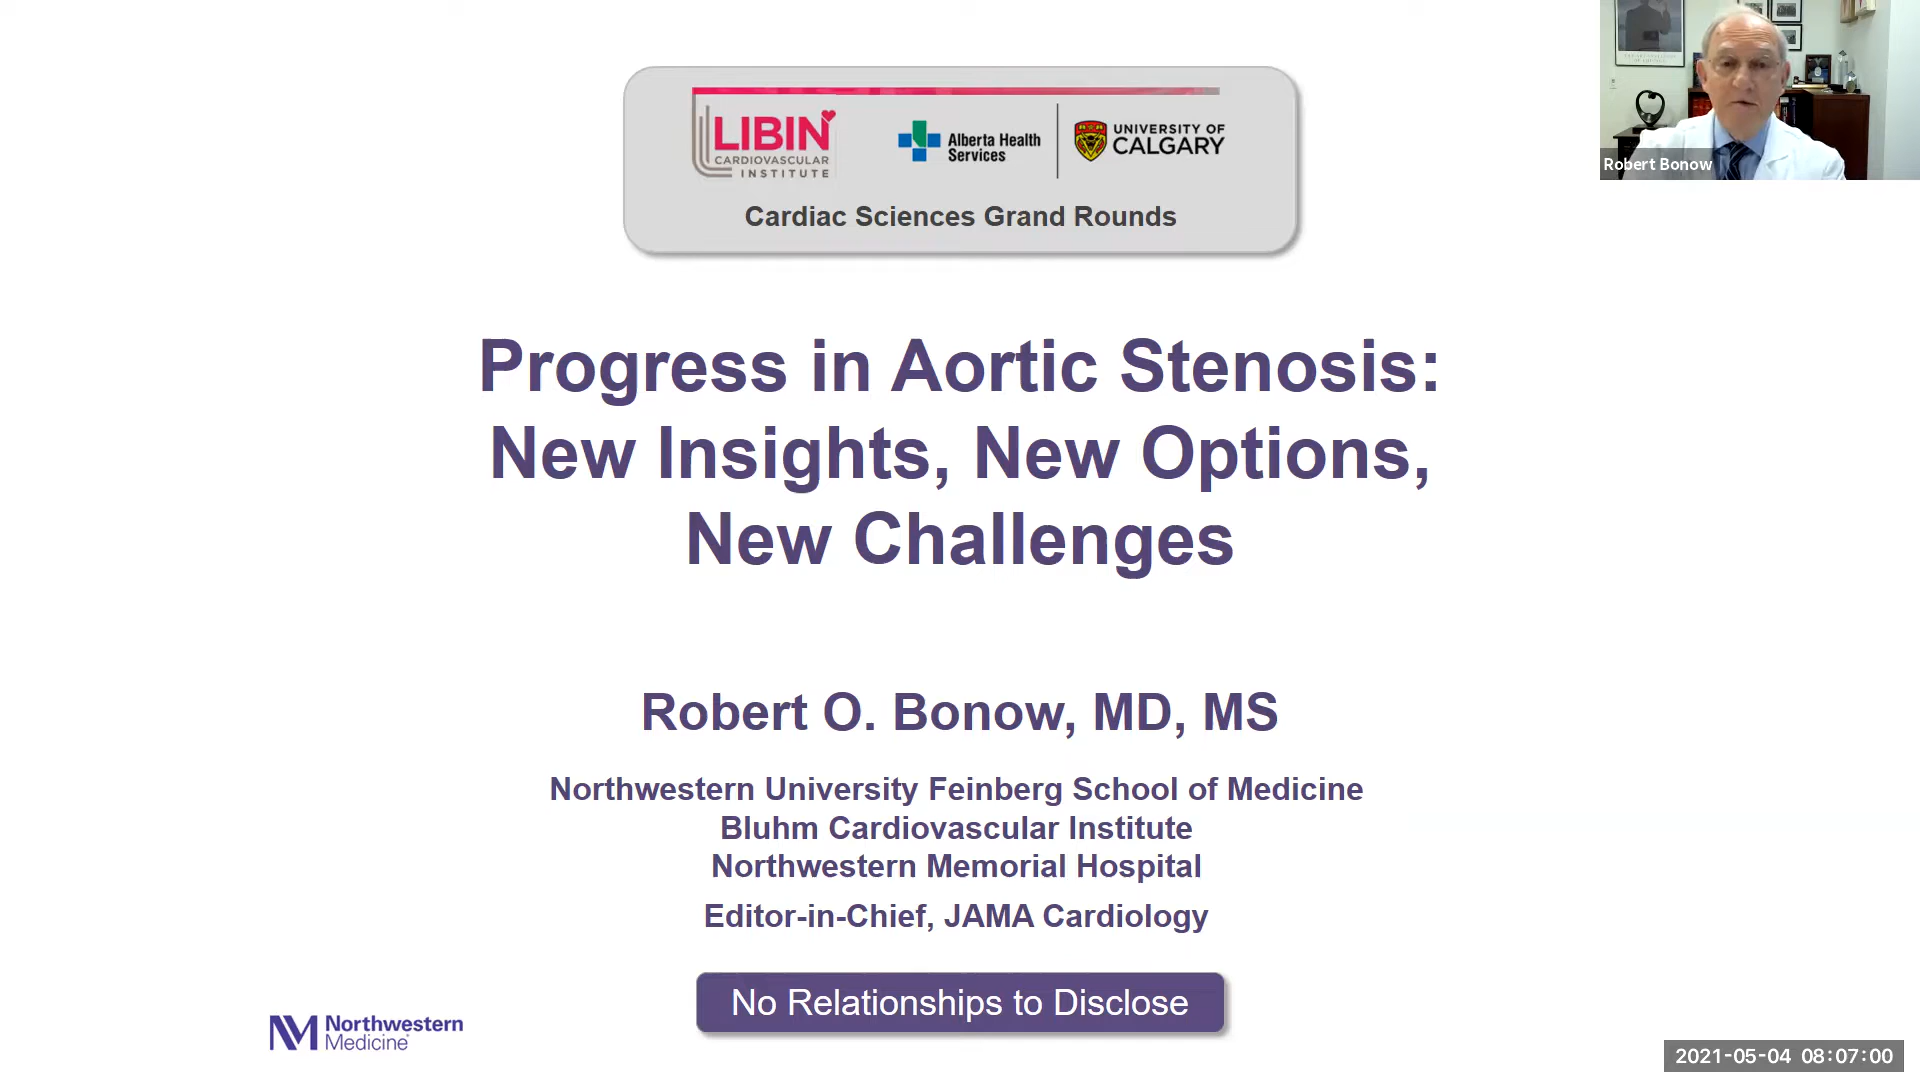 LIBIN
CARDIOVASCULAR
INSTITUTE
Alberta Health
Services
UNIVERSITY OF
CALGARY
Cardiac Sciences Grand Rounds
Robert Bonow
Progress in Aortic Stenosis:
New Insights, New Options,
New Challenges
Robert O. Bonow, MD, MS
Northwestern University Feinberg School of Medicine
Bluhm Cardiovascular Institute
Northwestern Memorial Hospital
Editor-in-Chief, JAMA Cardiology
No Relationships to Disclose
Northwestern
Medicine
2021-05-04 08:07:00